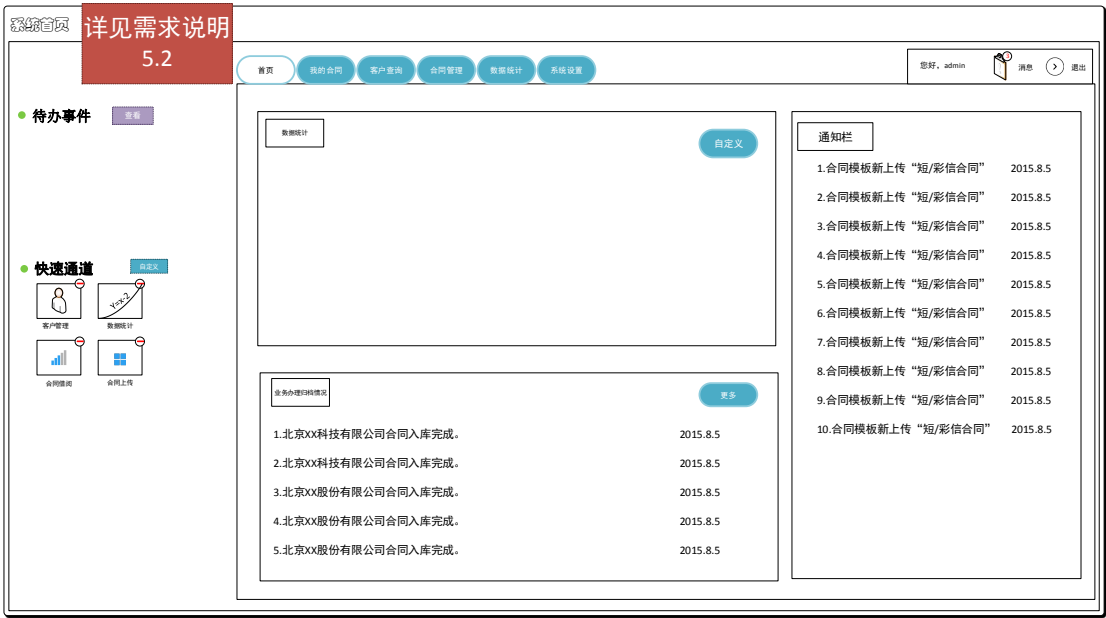 系统首页
详见需求说明
5.2
首页
我的合同
客户查询
合同管理
数据统计
系统设置
您好，admin
3
消息
退出
待办事件
查看
快速通道
自定义
客户管理
Y=x-2
数据统计
合同借阅
合同上传
数据统计
自定义
业务办理归档情况
更多
1.北京XX科技有限公司合同入库完成。 2015.8.5
2.北京XX科技有限公司合同入库完成。 2015.8.5
3.北京XX股份有限公司合同入库完成。 2015.8.5
4.北京XX股份有限公司合同入库完成。 2015.8.5
5.北京XX股份有限公司合同入库完成。 2015.8.5
通知栏
1.合同模板新上传“短/彩信合同” 2015.8.5
2.合同模板新上传“短/彩信合同” 2015.8.5
3.合同模板新上传“短/彩信合同” 2015.8.5
4.合同模板新上传“短/彩信合同” 2015.8.5
5.合同模板新上传“短/彩信合同” 2015.8.5
6.合同模板新上传“短/彩信合同” 2015.8.5
7.合同模板新上传“短/彩信合同” 2015.8.5
8.合同模板新上传“短/彩信合同” 2015.8.5
9.合同模板新上传“短/彩信合同” 2015.8.5
10.合同模板新上传“短/彩信合同” 2015.8.5